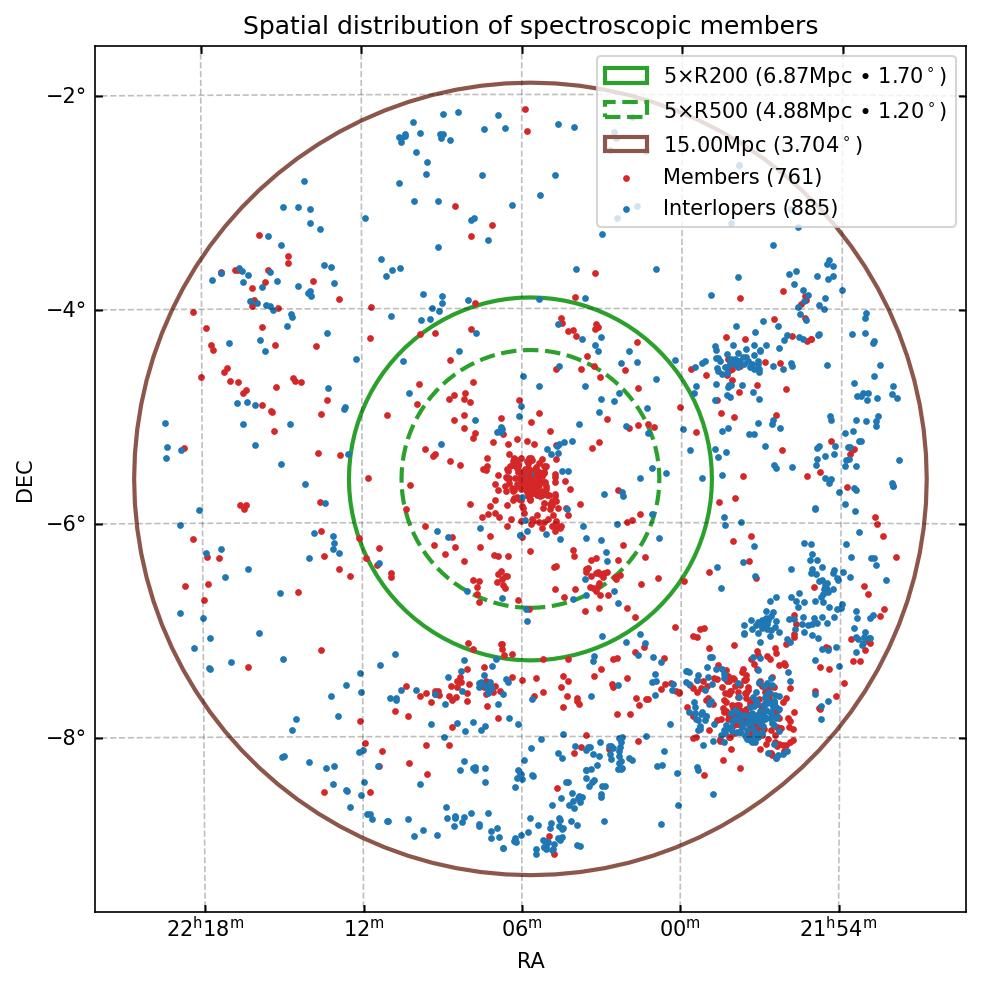 Spatial distribution of spectroscopic members
5×R200 (6.87Mpc • 1.70°)
5×R500 (4.88Mpc • 1.20°)
15.00Mpc (3.704°)
Members (761)
Interlopers (885)
−2°
−4°
−6°
−8°
DEC
22ʰ18ᵐ 12ᵐ 06ᵐ 00ᵐ 21ʰ54ᵐ
RA